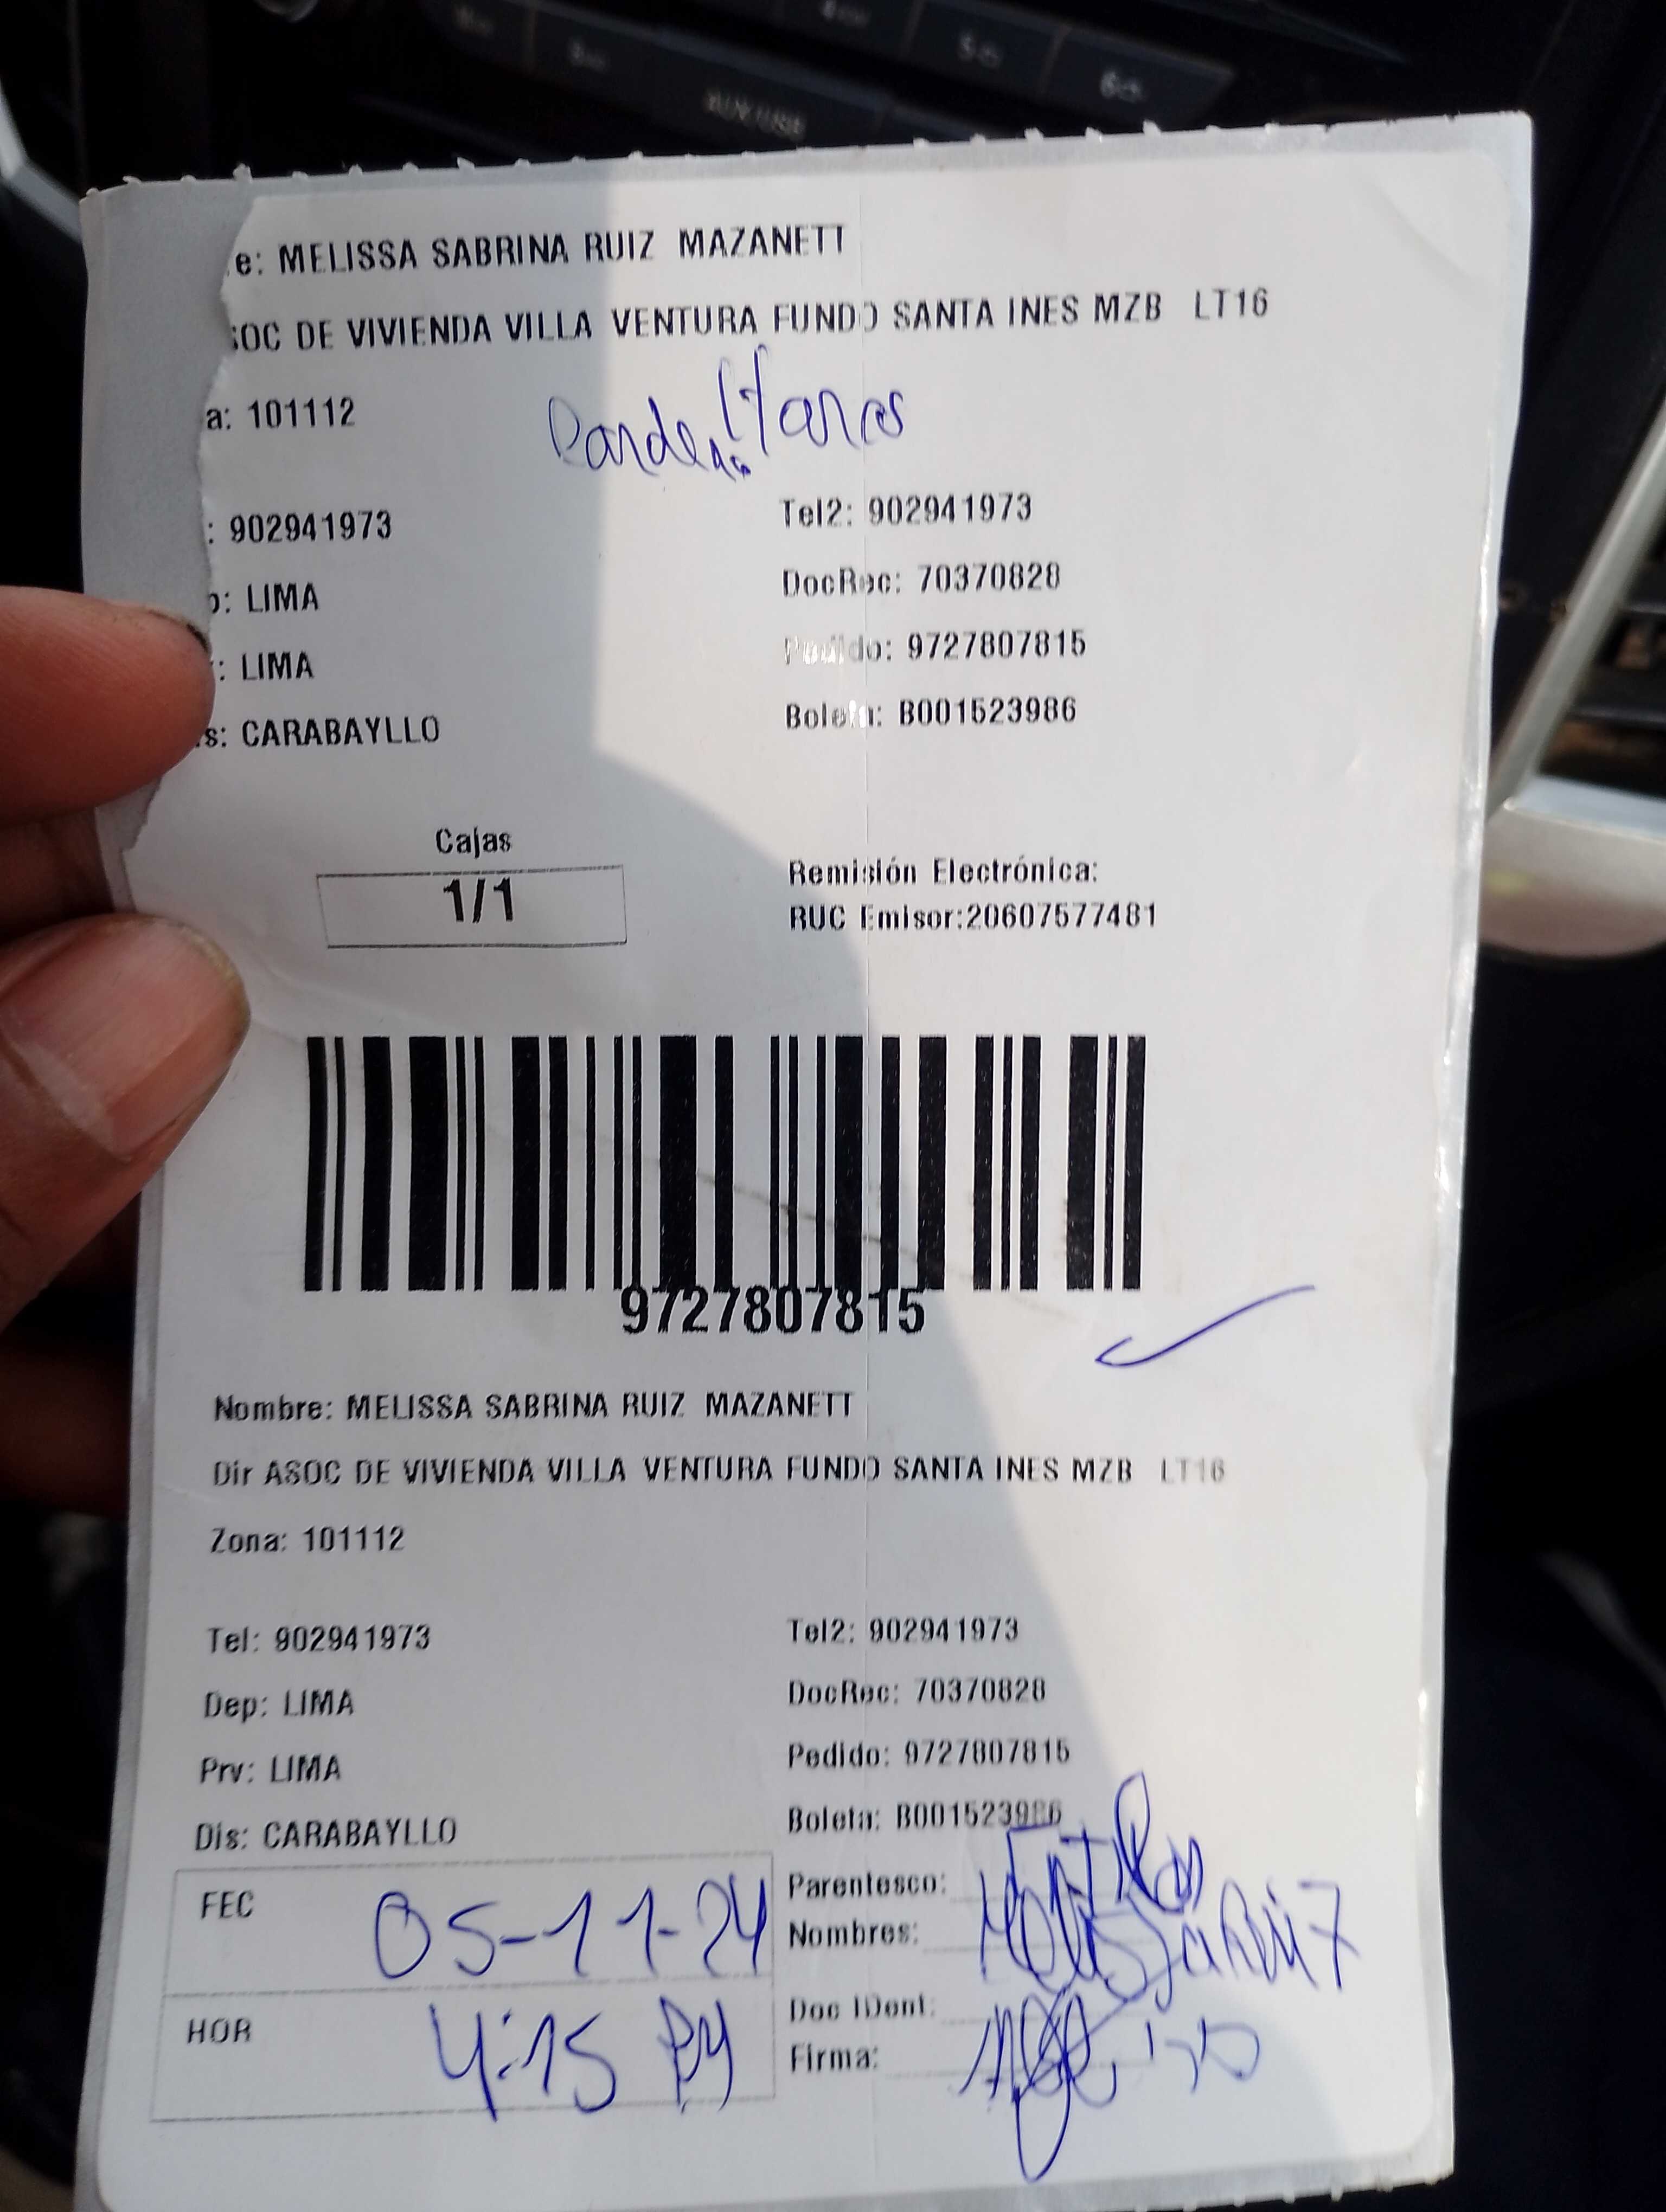 e: MELISSA SABRINA RUIZ MAZANETT
SOC DE VIVIENDA VILLA VENTURA FUNDO SANTA INES MZB LT16
a: 101112
: 902941973 Tel2: 902941973
p: LIMA DocRec: 70370828
: LIMA Pedido: 9727807815
s: CARABAYLLO Boleta: B001523986
Cajas
1/1
Remisión Electrónica:
RUC Emisor:20607577481
9727807815
Nombre: MELISSA SABRINA RUIZ MAZANETT
Dir ASOC DE VIVIENDA VILLA VENTURA FUNDO SANTA INES MZB LT16
Zona: 101112
Tel: 902941973 Tel2: 902941973
Dep: LIMA DocRec: 70370828
Prv: LIMA Pedido: 9727807815
Dis: CARABAYLLO Boleta: B001523986
FEC 05-11-24 Parentesco:
Nombres:
HOR 4:15 PM Doc IDent:
Firma: